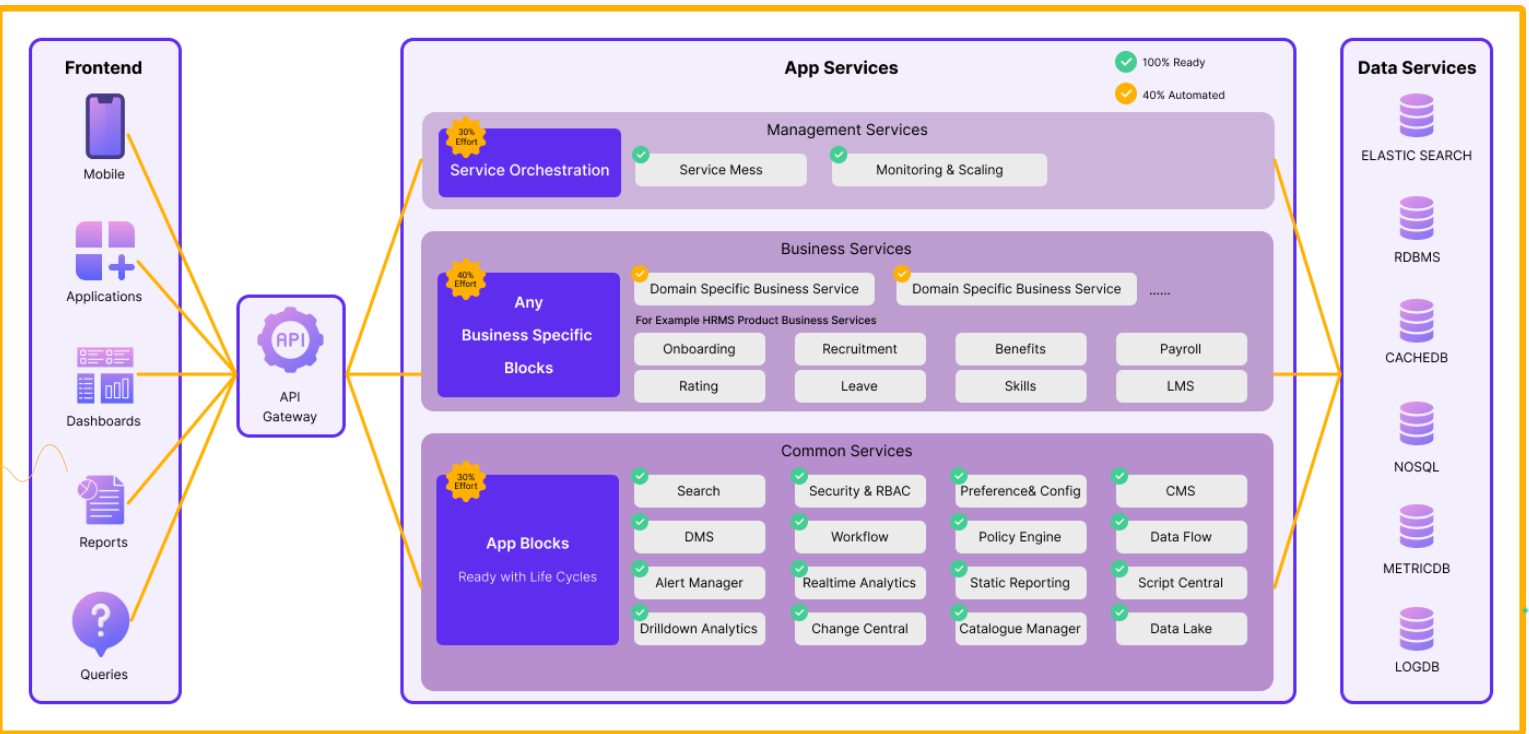 Frontend
Mobile
Applications
Dashboards
Reports
Queries
API
API
Gateway
App Services
100% Ready
40% Automated
Management Services
30%
Effort
Service Orchestration
Service Mess
Monitoring & Scaling
Business Services
40%
Effort
Any
Business Specific
Blocks
Domain Specific Business Service
Domain Specific Business Service
......
For Example HRMS Product Business Services
Onboarding
Recruitment
Benefits
Payroll
Rating
Leave
Skills
LMS
Common Services
30%
Effort
App Blocks
Ready with Life Cycles
Search
Security & RBAC
Preference& Config
CMS
DMS
Workflow
Policy Engine
Data Flow
Alert Manager
Realtime Analytics
Static Reporting
Script Central
Drilldown Analytics
Change Central
Catalogue Manager
Data Lake
Data Services
ELASTIC SEARCH
RDBMS
CACHEDB
NOSQL
METRICDB
LOGDB